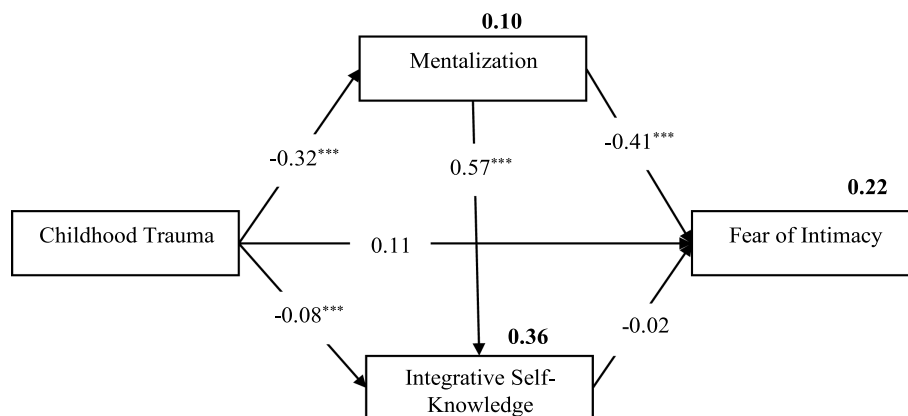 0.10
Mentalization
-0.32***
0.57***
-0.41***
0.22
Childhood Trauma
0.11
Fear of Intimacy
-0.08***
0.36
-0.02
Integrative Self-
Knowledge